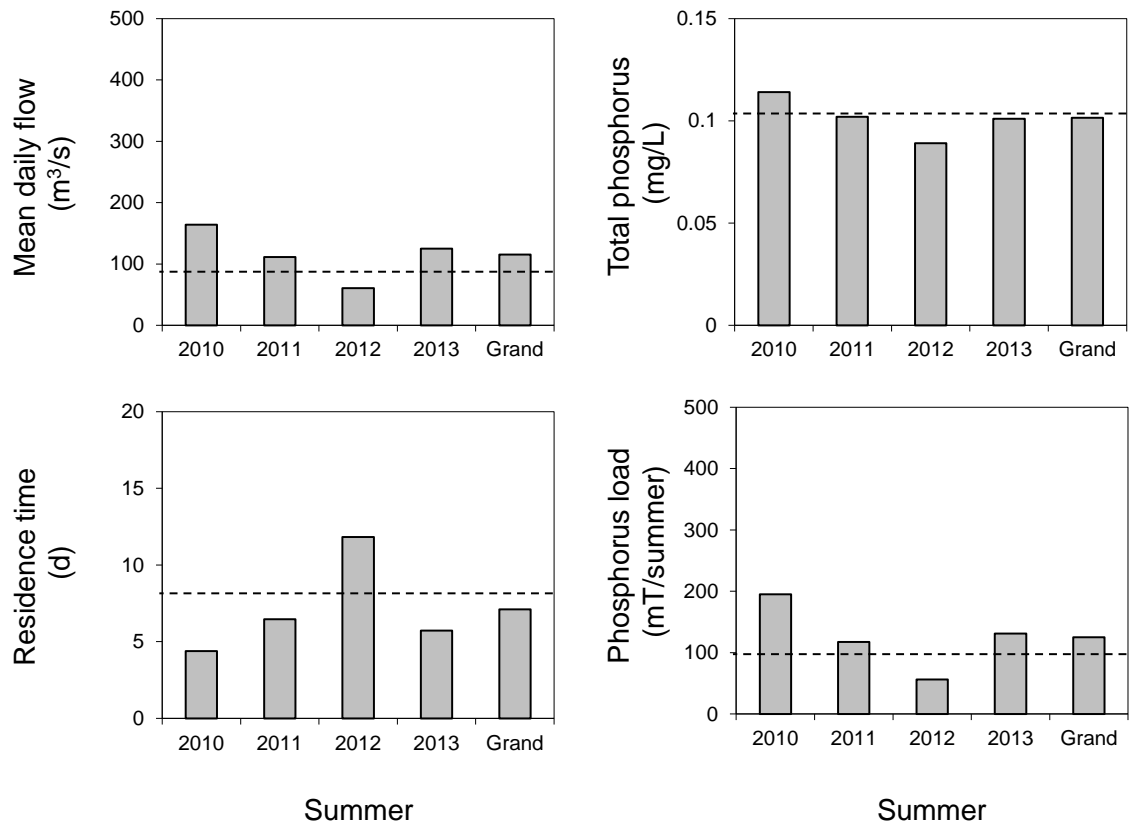 Mean daily flow
(m³/s)
500
400
300
200
100
0
2010 2011 2012 2013 Grand
Total phosphorus
(mg/L)
0.15
0.1
0.05
0
2010 2011 2012 2013 Grand
Residence time
(d)
20
15
10
5
0
2010 2011 2012 2013 Grand
Summer
Phosphorus load
(mT/summer)
500
400
300
200
100
0
2010 2011 2012 2013 Grand
Summer